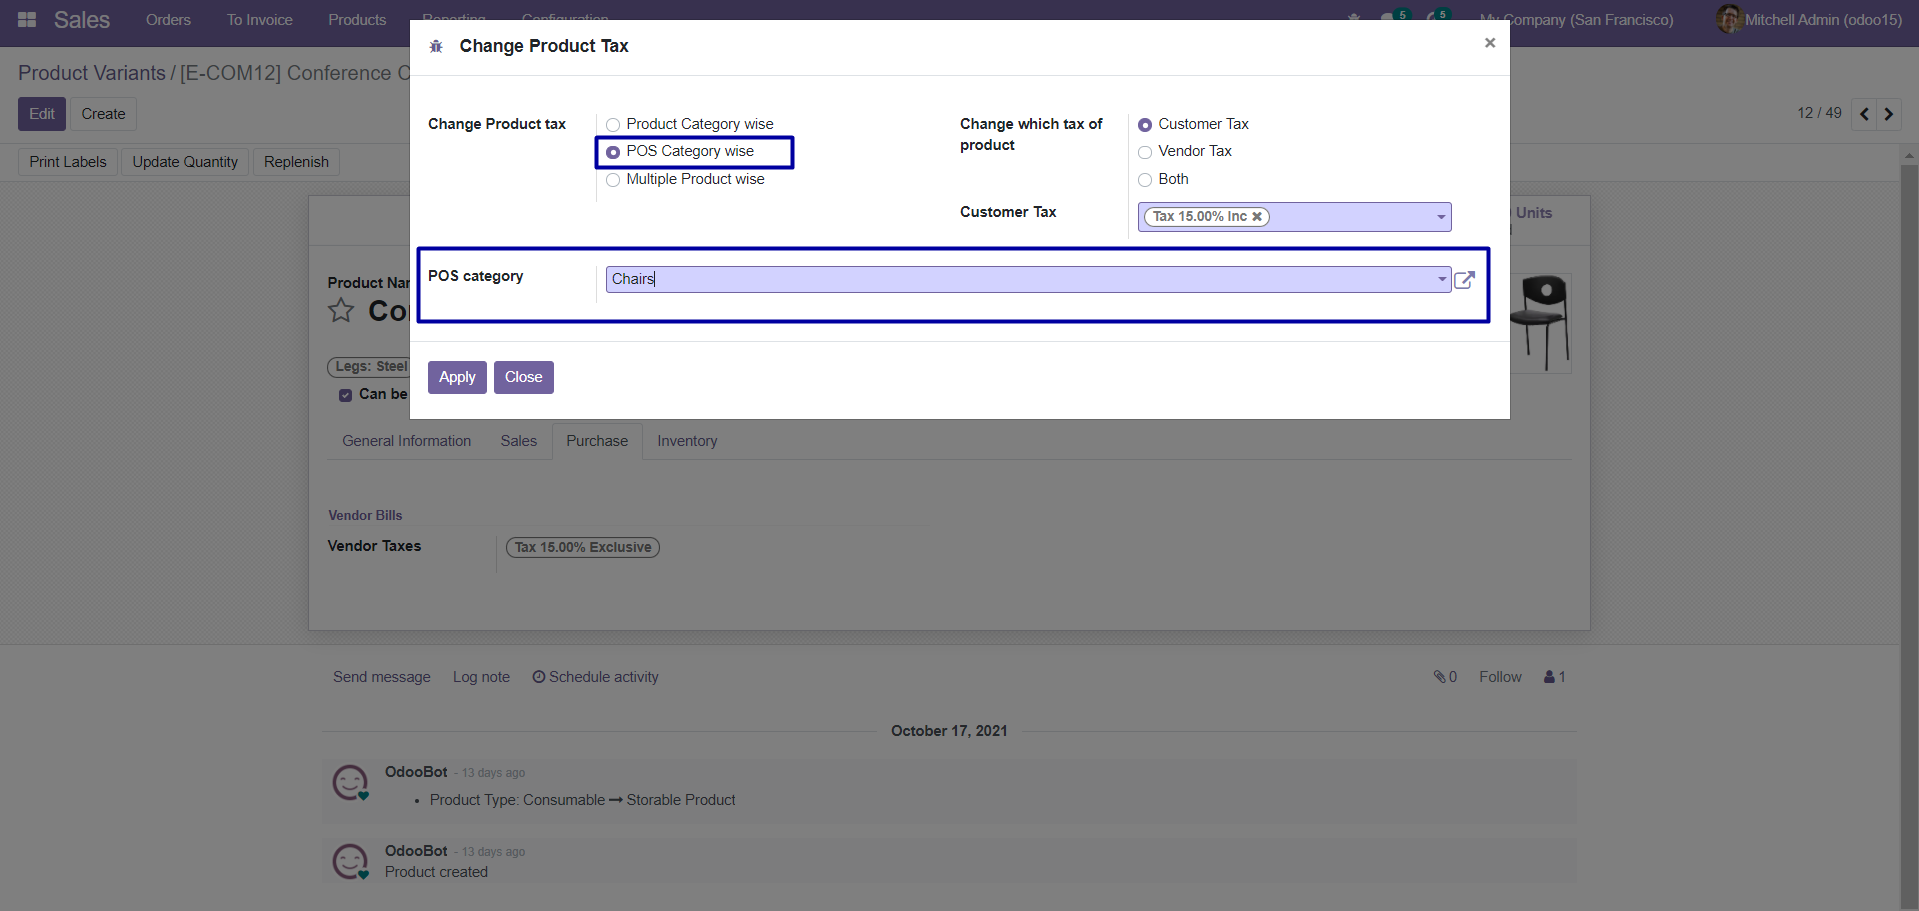 Sales Orders To Invoice Products Reporting Configuration 5 5 My Company (San Francisco) Mitchell Admin (odoo15)
Product Variants / [E-COM12] Conference C
Edit Create
12 / 49
Print Labels Update Quantity Replenish
Change Product Tax ×
Change Product tax
Product Category wise
POS Category wise
Multiple Product wise
Change which tax of
product
Customer Tax
Vendor Tax
Both
Customer Tax
Tax 15.00% Inc ✖
POS category
Chairs
Apply Close
Units
Product Nar
Co
Legs: Steel
Can be
General Information Sales Purchase Inventory
Vendor Bills
Vendor Taxes Tax 15.00% Exclusive
Send message Log note Schedule activity 0 Follow 1
October 17, 2021
OdooBot - 13 days ago
• Product Type: Consumable → Storable Product
OdooBot - 13 days ago
Product created